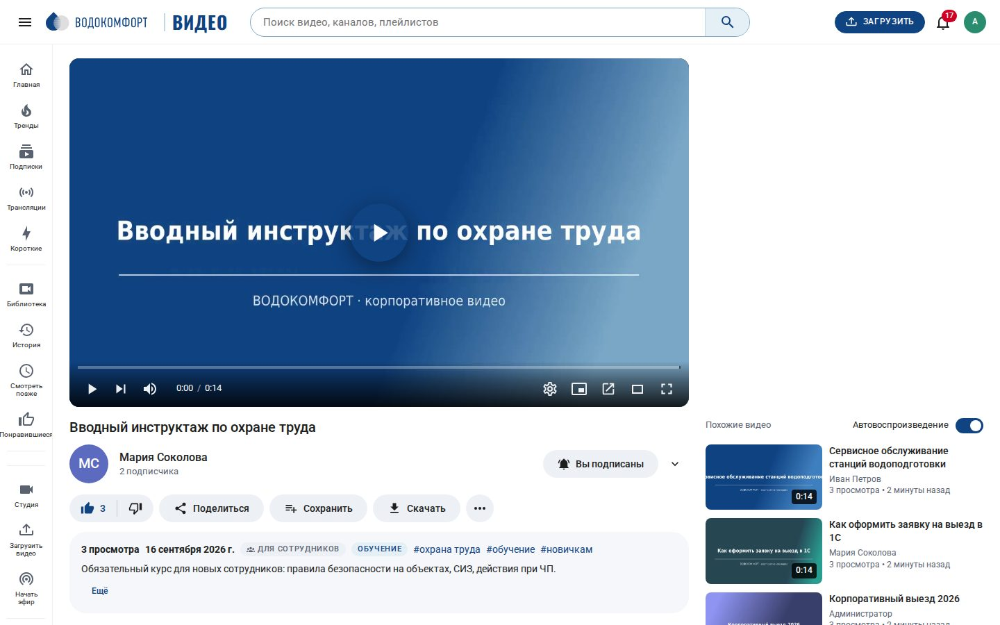 ВОДОКОМФОРТ
ВИДЕО
Поиск видео, каналов, плейлистов
ЗАГРУЗИТЬ
17
А
Главная
Тренды
Подписки
Трансляции
Короткие
Библиотека
История
Смотреть
позже
Понравившиеся
Студия
Загрузить
видео
Начать
эфир
Вводный инструктаж по охране труда
ВОДОКОМФОРТ · корпоративное видео
0:00 / 0:14
Вводный инструктаж по охране труда
МС
Мария Соколова
2 подписчика
Вы подписаны
3
Поделиться
Сохранить
Скачать
3 просмотра 16 сентября 2026 г. ДЛЯ СОТРУДНИКОВ ОБУЧЕНИЕ #охрана труда #обучение #новичкам
Обязательный курс для новых сотрудников: правила безопасности на объектах, СИЗ, действия при ЧП.
Ещё
Похожие видео
Автовоспроизведение
рвисное обслуживание станций водоподготов
0:14
Сервисное обслуживание
станций водоподготовки
Иван Петров
3 просмотра • 2 минуты назад
Как оформить заявку на выезд в 1С
0:14
Как оформить заявку на выезд в
1С
Мария Соколова
3 просмотра • 2 минуты назад
Корпоративный выезд 2026
Корпоративный выезд 2026
Администратор
3 просмотра • 2 минуты назад